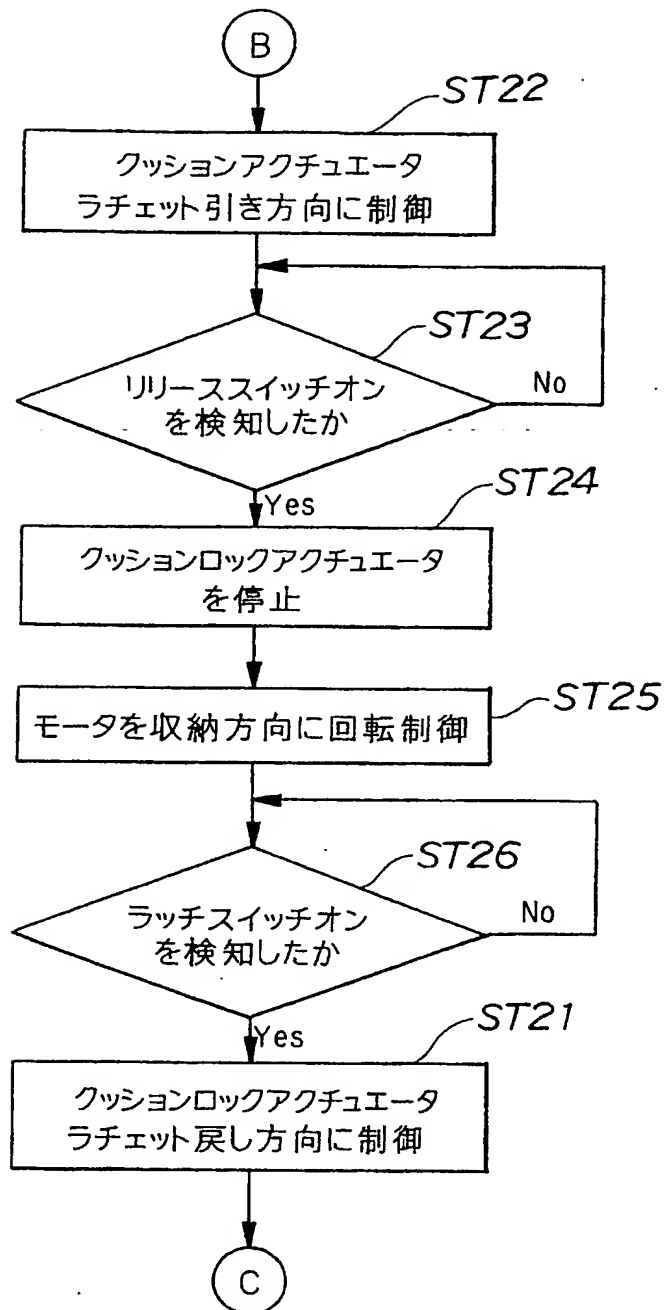 B
ST22
クッションアクチュエータ
ラチェット引き方向に制御
ST23
リリーススイッチオン
を検知したか
No
Yes
ST24
クッションロックアクチュエータ
を停止
ST25
モータを収納方向に回転制御
ST26
ラッチスイッチオン
を検知したか
No
Yes
ST21
クッションロックアクチュエータ
ラチェット戻し方向に制御
C